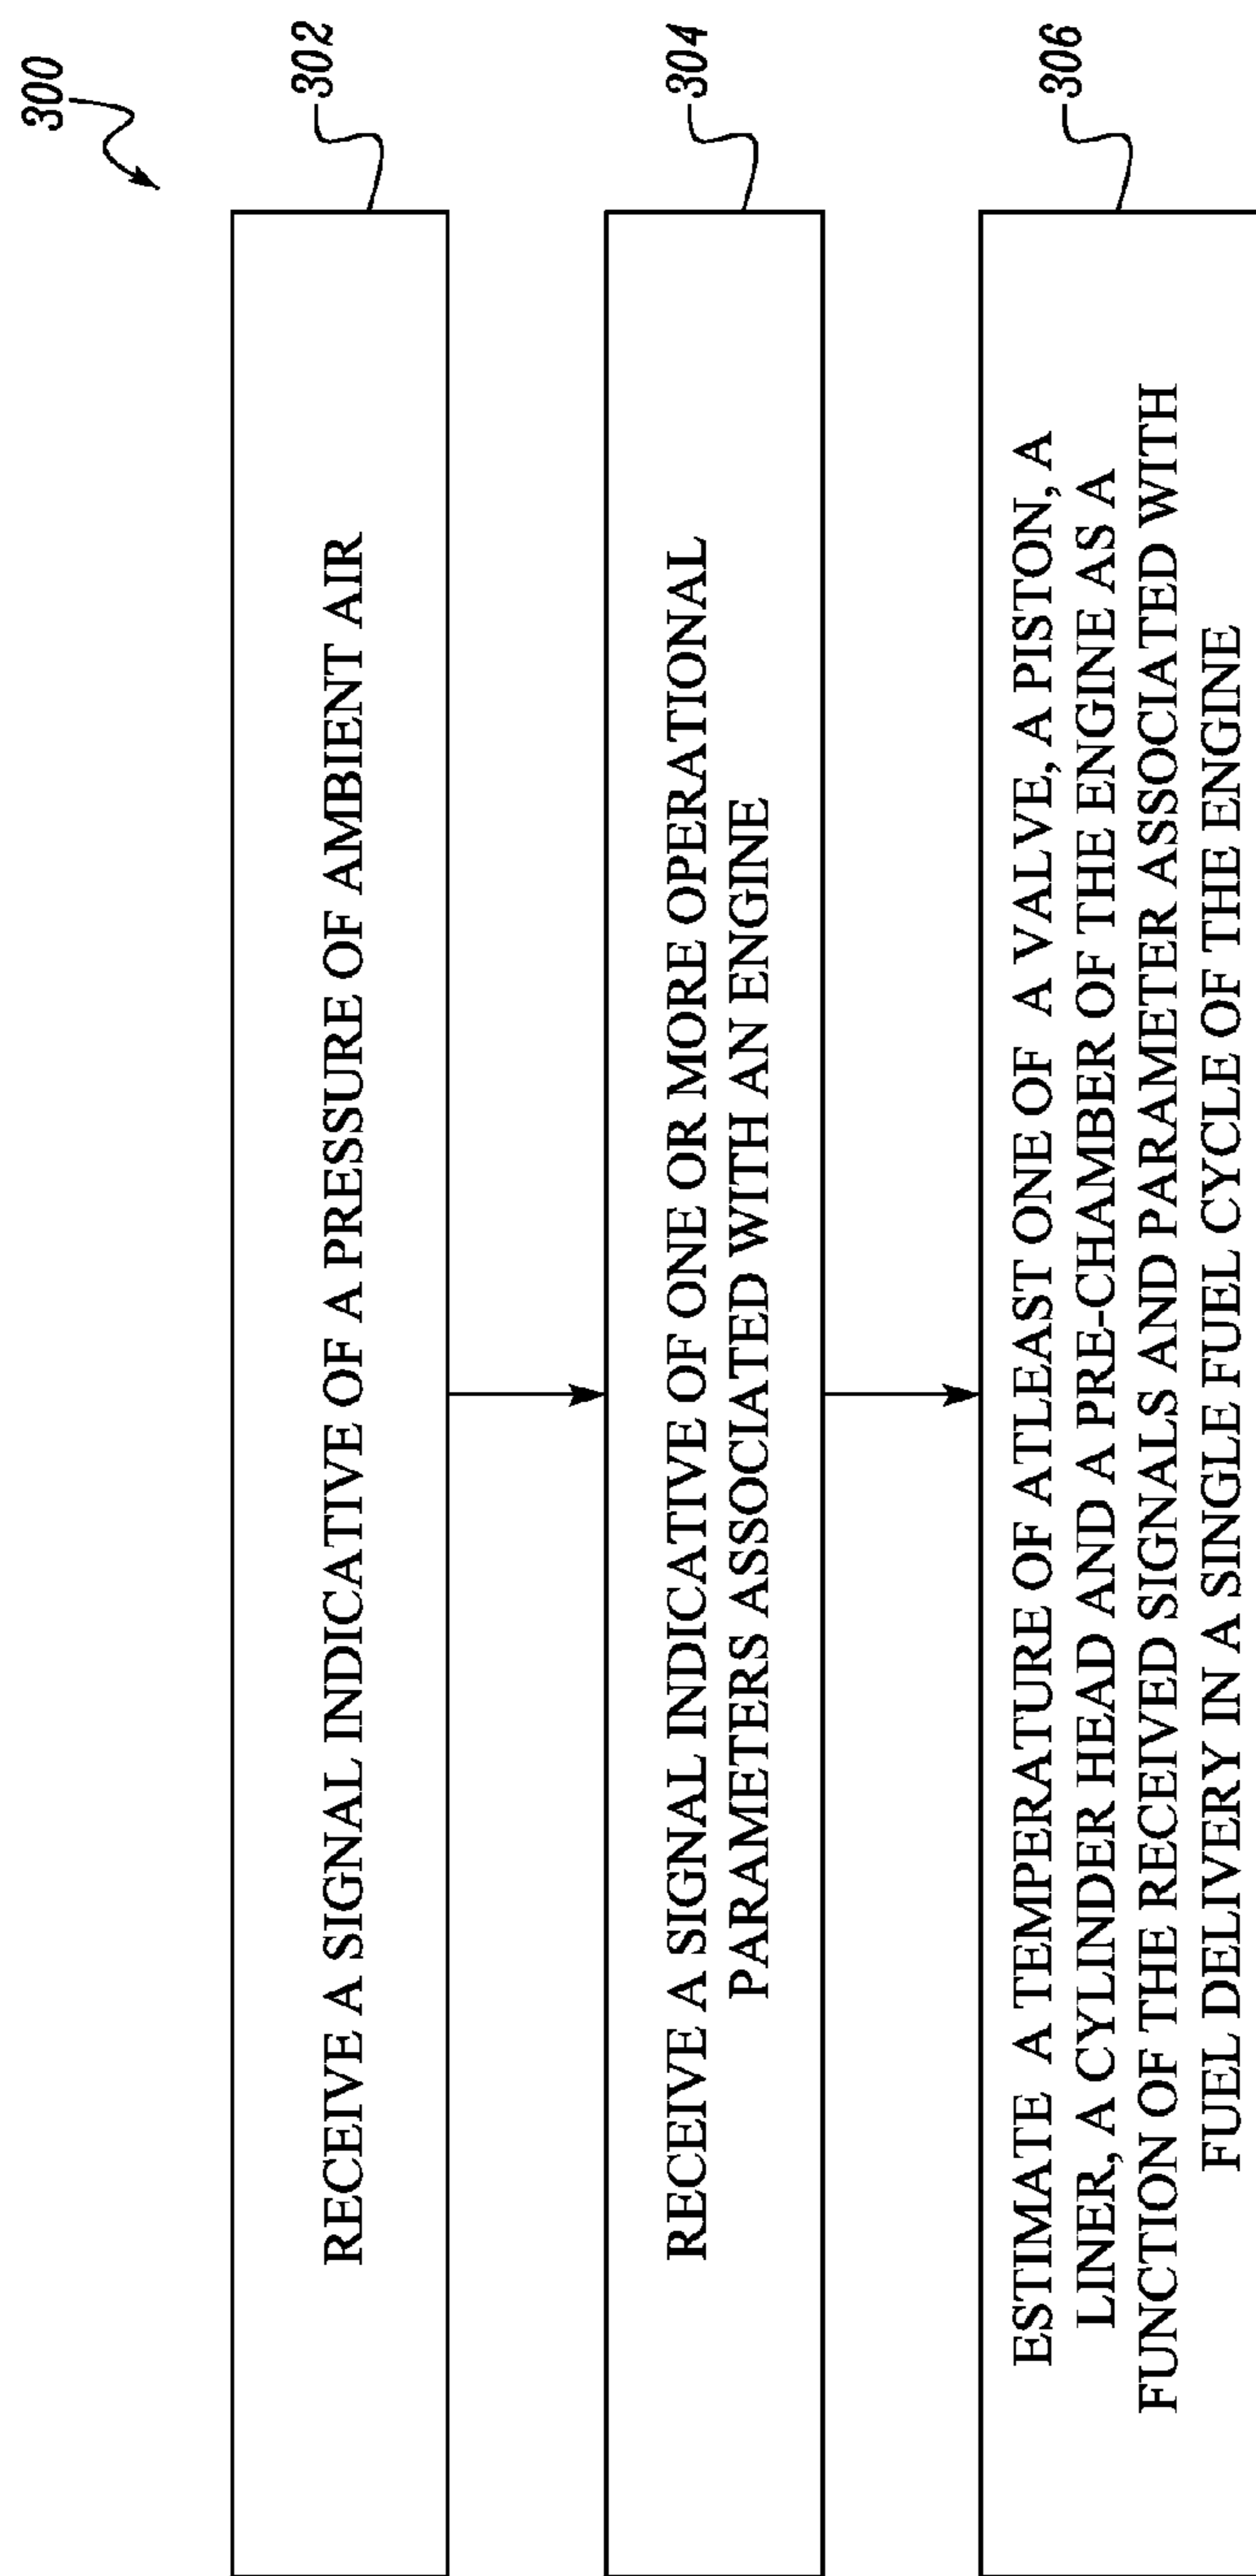 300
302
RECEIVE A SIGNAL INDICATIVE OF A PRESSURE OF AMBIENT AIR
304
RECEIVE A SIGNAL INDICATIVE OF ONE OR MORE OPERATIONAL
PARAMETERS ASSOCIATED WITH AN ENGINE
306
ESTIMATE A TEMPERATURE OF ATLEAST ONE OF A VALVE, A PISTON, A
LINER, A CYLINDER HEAD AND A PRE-CHAMBER OF THE ENGINE AS A
FUNCTION OF THE RECEIVED SIGNALS AND PARAMETER ASSOCIATED WITH
FUEL DELIVERY IN A SINGLE FUEL CYCLE OF THE ENGINE